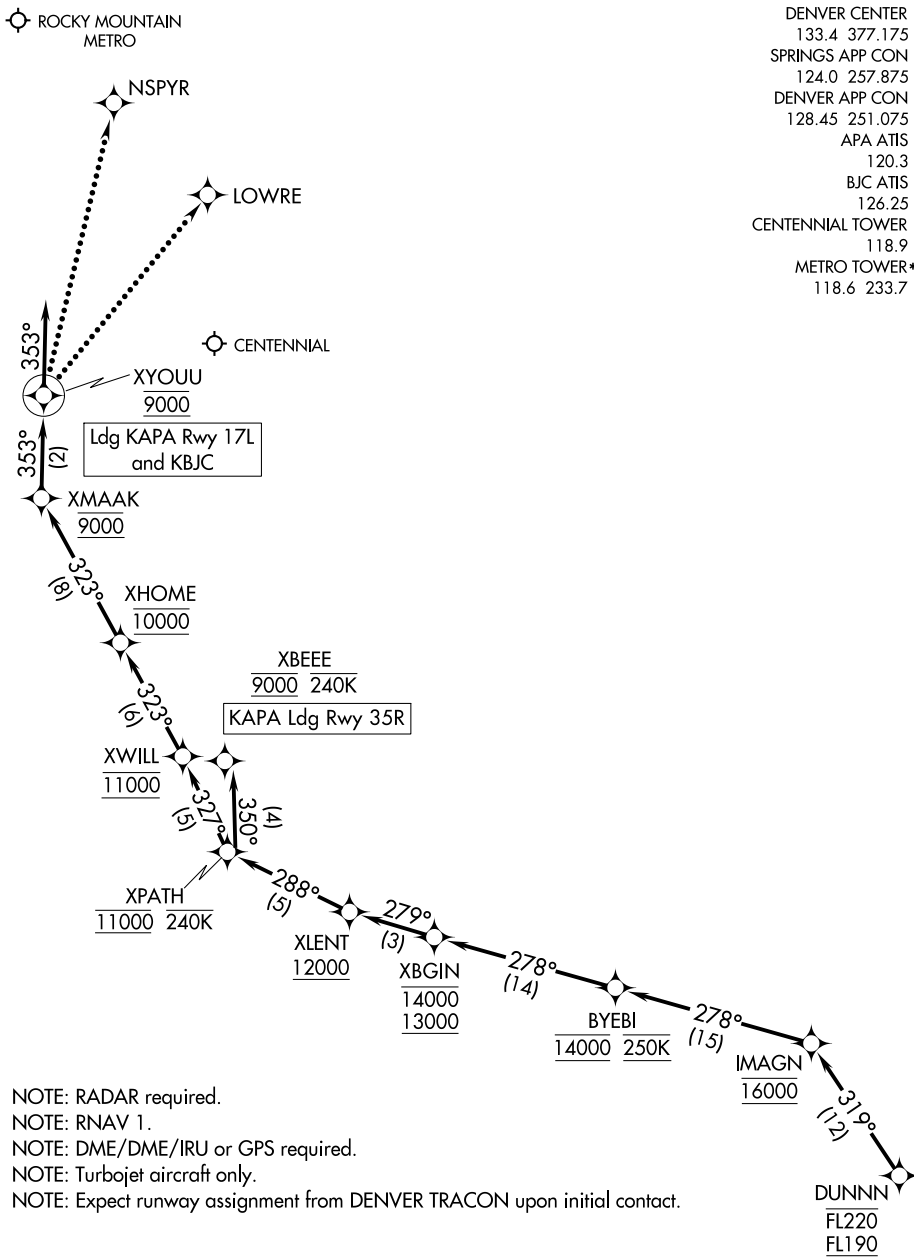 ROCKY MOUNTAIN
METRO
DENVER CENTER
133.4 377.175
SPRINGS APP CON
124.0 257.875
DENVER APP CON
128.45 251.075
APA ATIS
120.3
BJC ATIS
126.25
CENTENNIAL TOWER
118.9
METRO TOWER*
118.6 233.7
NSPYR
LOWRE
CENTENNIAL
353°
XYOUU
9000
Ldg KAPA Rwy 17L
and KBJC
353°
(2)
XMAAK
9000
323°
(8)
XHOME
10000
323°
(6)
XBEEE
9000 240K
KAPA Ldg Rwy 35R
XWILL
11000
327°
(5)
350°
(4)
XPATH
11000 240K
288°
(5)
XLENT
12000
279°
(3)
XBGIN
14000
13000
278°
(14)
BYEBI
14000 250K
278°
(15)
IMAGN
16000
319°
(12)
DUNNN
FL220
FL190
NOTE: RADAR required.
NOTE: RNAV 1.
NOTE: DME/DME/IRU or GPS required.
NOTE: Turbojet aircraft only.
NOTE: Expect runway assignment from DENVER TRACON upon initial contact.